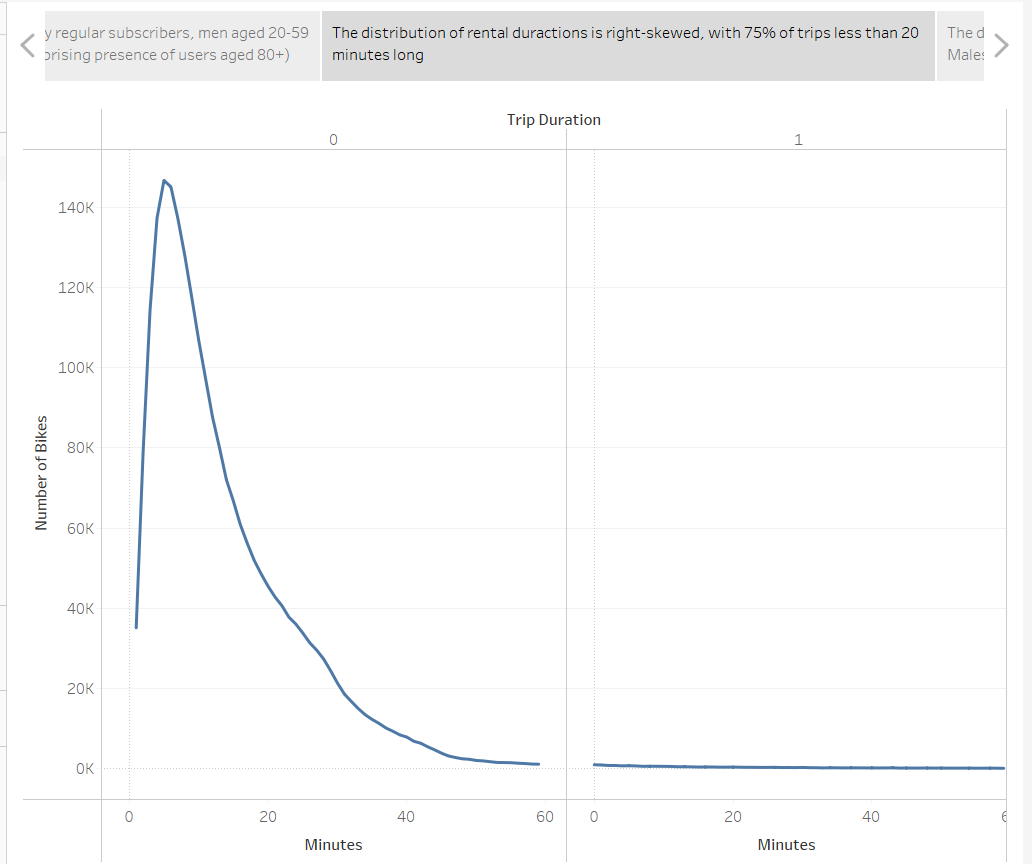 y regular subscribers, men aged 20-59
prising presence of users aged 80+)
The distribution of rental duractions is right-skewed, with 75% of trips less than 20
minutes long
The d
Males
Trip Duration
0
1
140K
120K
100K
80K
60K
40K
20K
0K
Number of Bikes
0
20
40
60
0
20
40
6
Minutes
Minutes